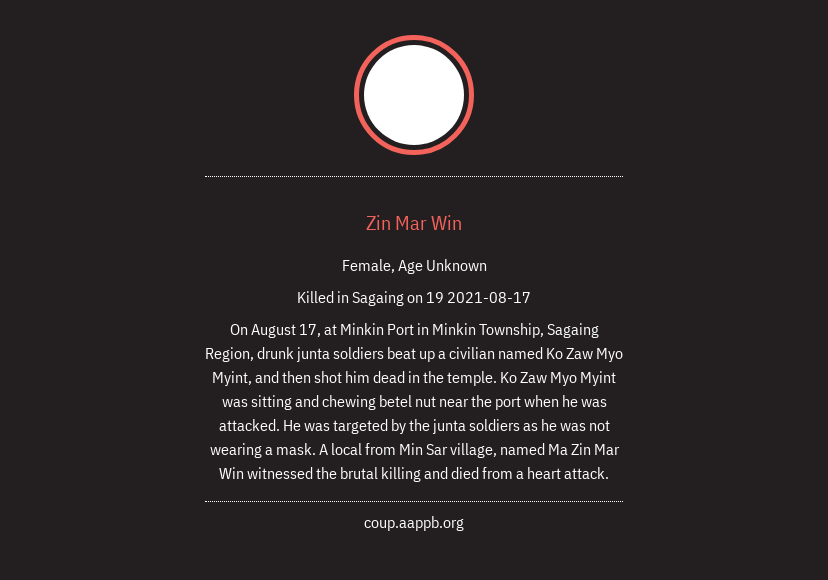 Zin Mar Win
Female, Age Unknown
Killed in Sagaing on 19 2021-08-17
On August 17, at Minkin Port in Minkin Township, Sagaing
Region, drunk junta soldiers beat up a civilian named Ko Zaw Myo
Myint, and then shot him dead in the temple. Ko Zaw Myo Myint
was sitting and chewing betel nut near the port when he was
attacked. He was targeted by the junta soldiers as he was not
wearing a mask. A local from Min Sar village, named Ma Zin Mar
Win witnessed the brutal killing and died from a heart attack.
coup.aappb.org